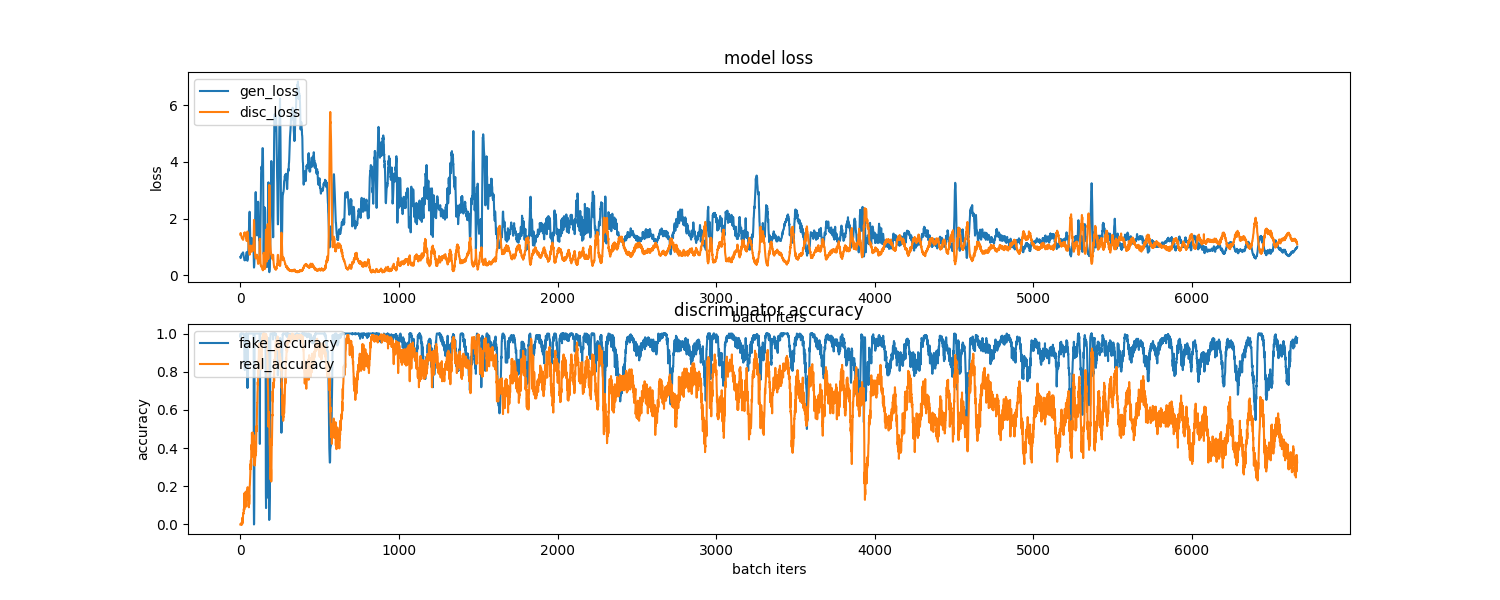 model loss
gen_loss
disc_loss
loss
6
4
2
0
0 1000 2000 3000 4000 5000 6000
batch iters
discriminator accuracy
fake_accuracy
real_accuracy
accuracy
1.0
0.8
0.6
0.4
0.2
0.0
0 1000 2000 3000 4000 5000 6000
batch iters